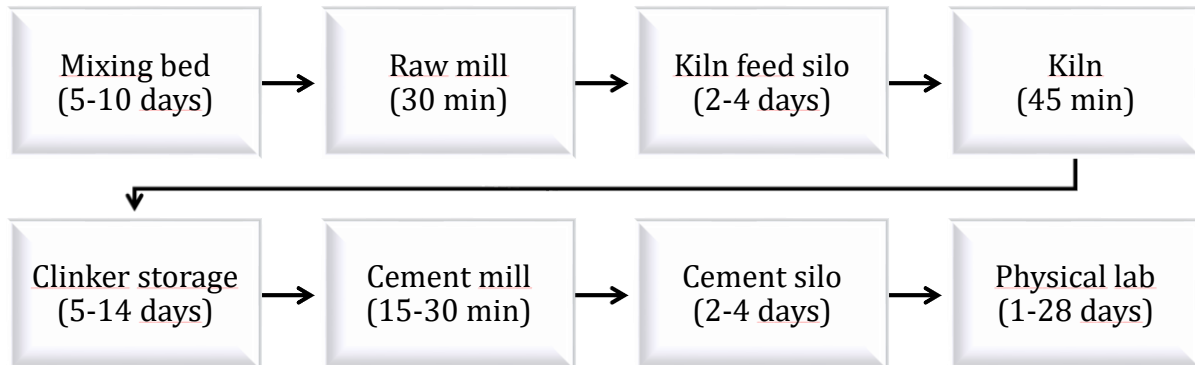 Mixing bed
(5-10 days)
Raw mill
(30 min)
Kiln feed silo
(2-4 days)
Kiln
(45 min)
Clinker storage
(5-14 days)
Cement mill
(15-30 min)
Cement silo
(2-4 days)
Physical lab
(1-28 days)